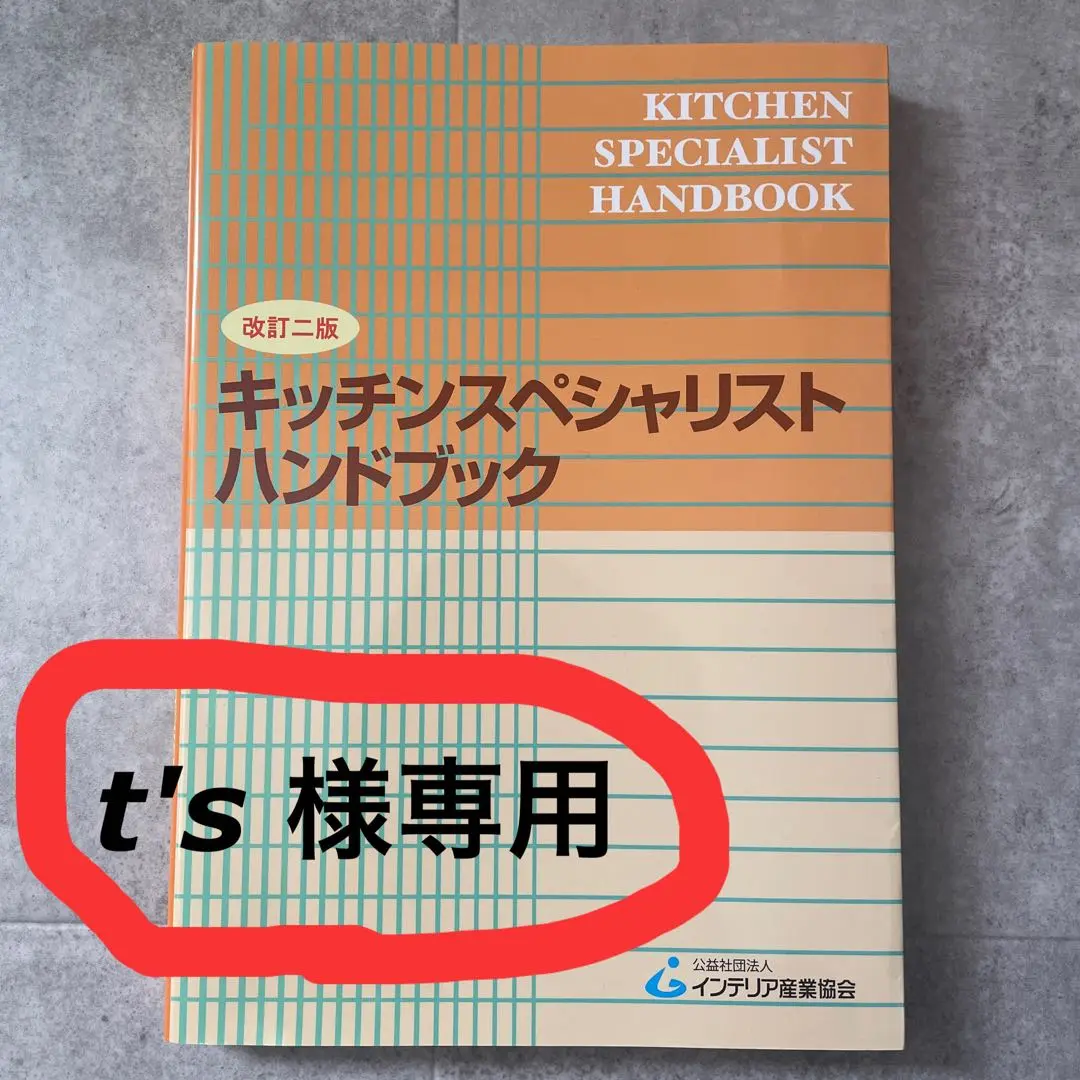 KITCHEN
SPECIALIST
HANDBOOK
改訂二版
キッチンスペシャリスト
ハンドブック
t's 様専用
公益社団法人
インテリア産業協会